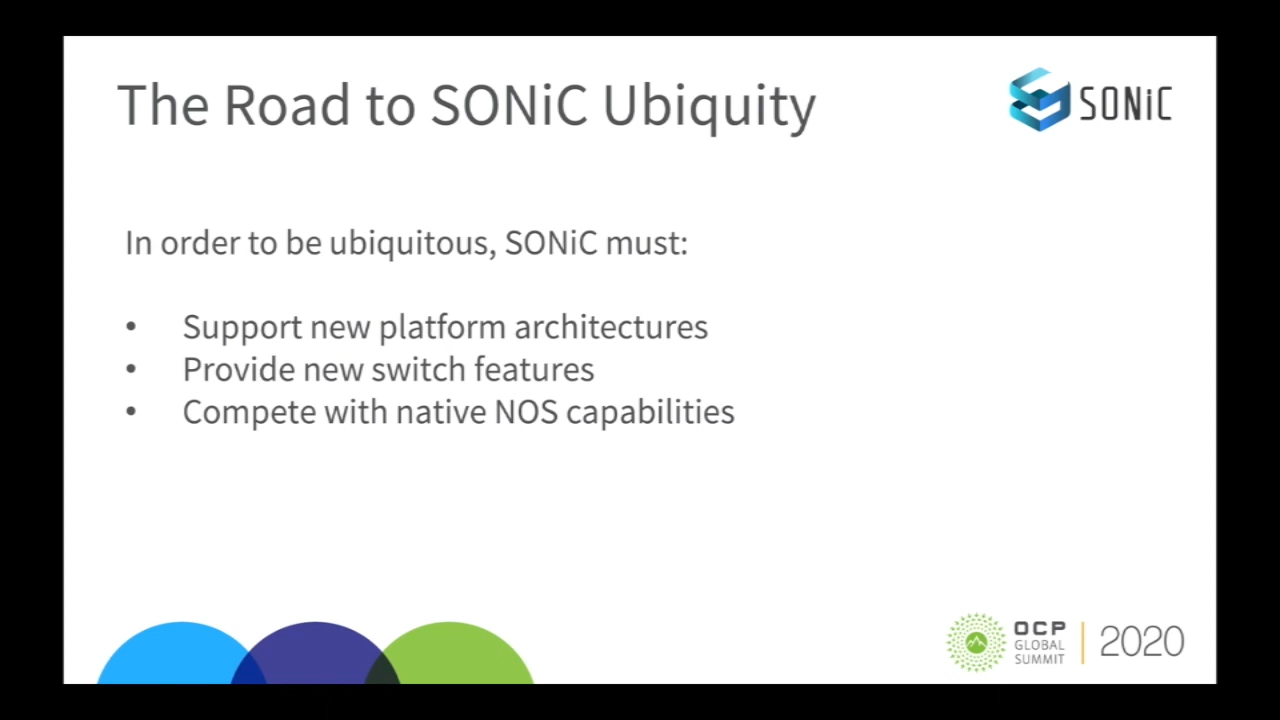 The Road to SONiC Ubiquity
SONiC
In order to be ubiquitous, SONiC must:
• Support new platform architectures
• Provide new switch features
• Compete with native NOS capabilities
OCP
GLOBAL
SUMMIT
2020